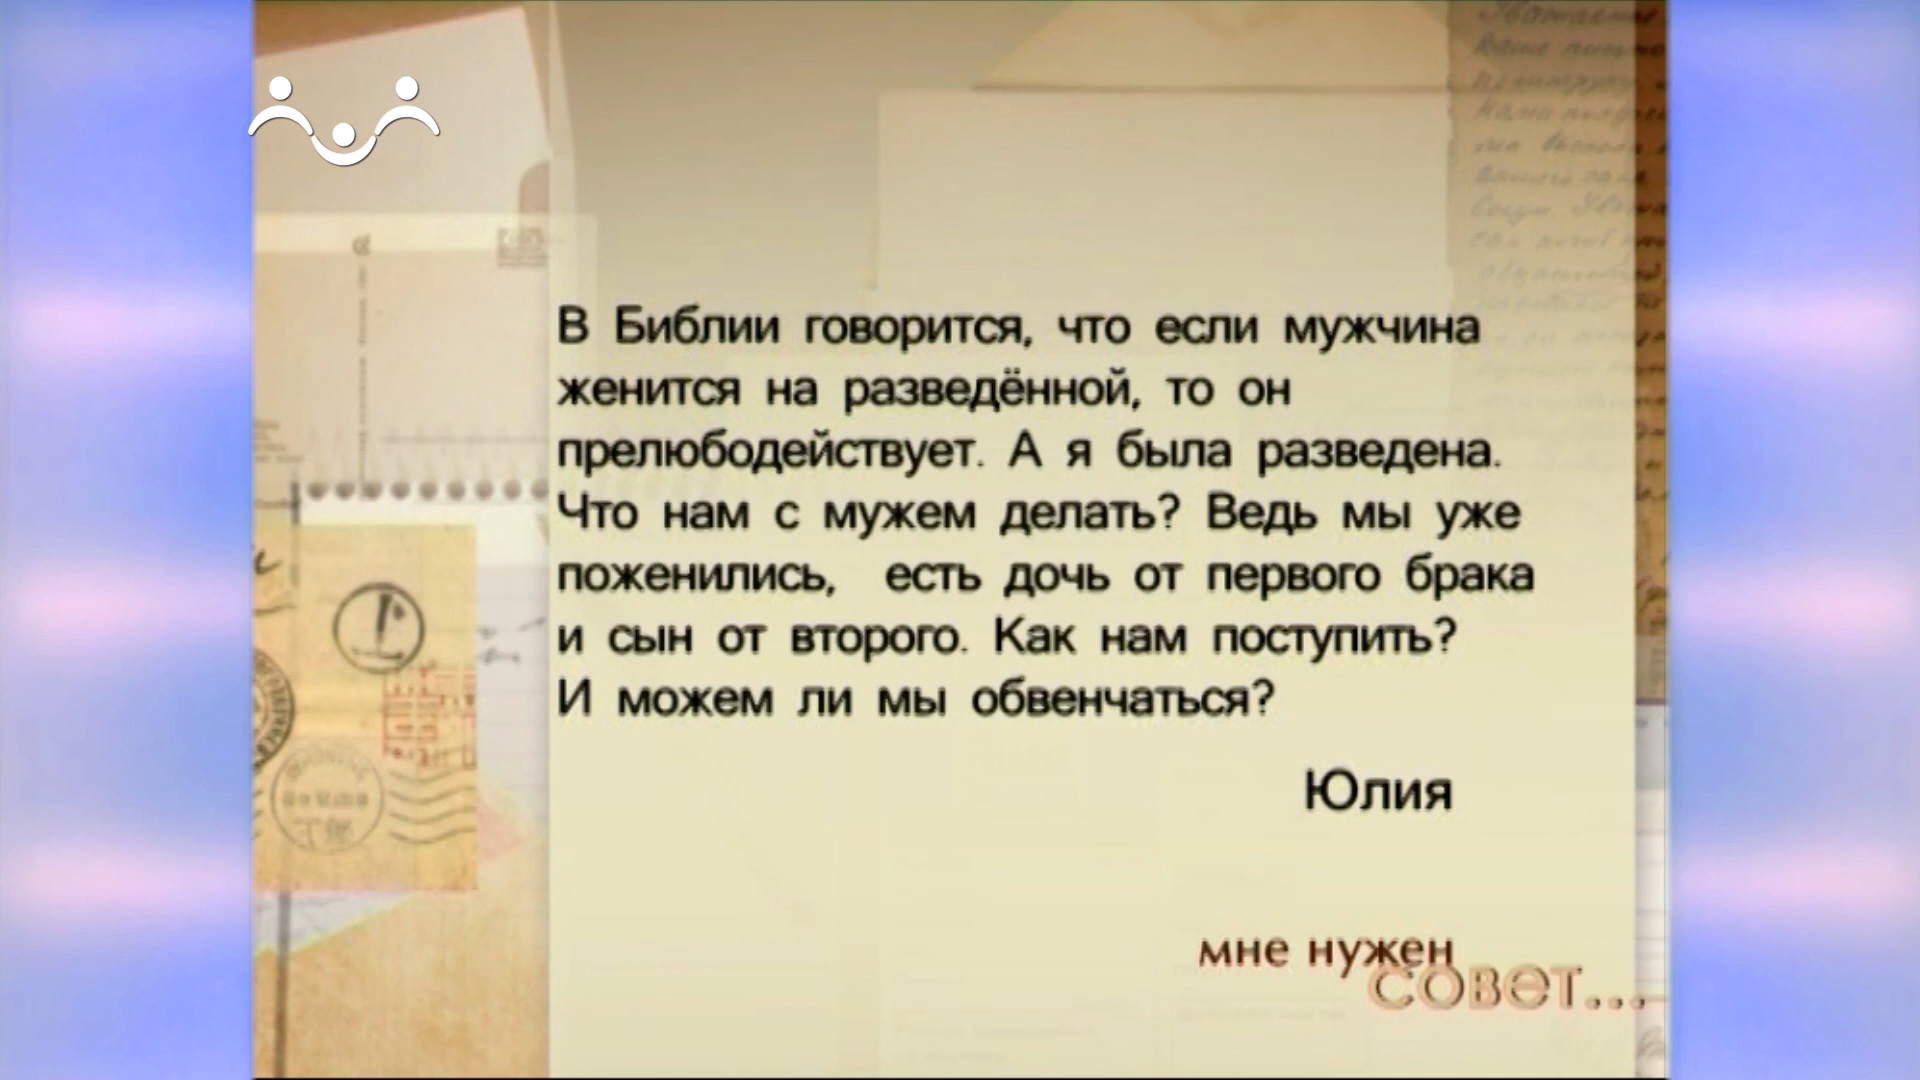 В Библии говорится, что если мужчина
женится на разведённой, то он
прелюбодействует. А я была разведена.
Что нам с мужем делать? Ведь мы уже
поженились, есть дочь от первого брака
и сын от второго. Как нам поступить?
И можем ли мы обвенчаться?
Юлия
мне нужен
совет...